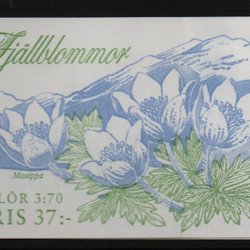 Fjällblommor
Mosippa
LÖR 3:70
RIS 37:-